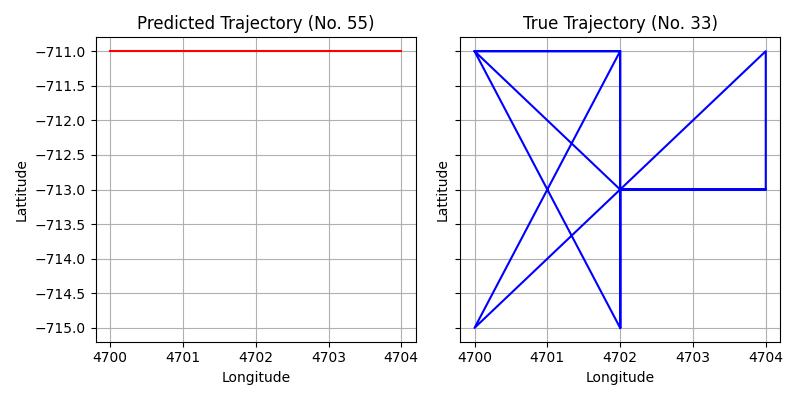 Predicted Trajectory (No. 55)
−711.0
−711.5
−712.0
−712.5
−713.0
−713.5
−714.0
−714.5
−715.0
Lattitude
4700 4701 4702 4703 4704
Longitude
True Trajectory (No. 33)
Lattitude
4700 4701 4702 4703 4704
Longitude